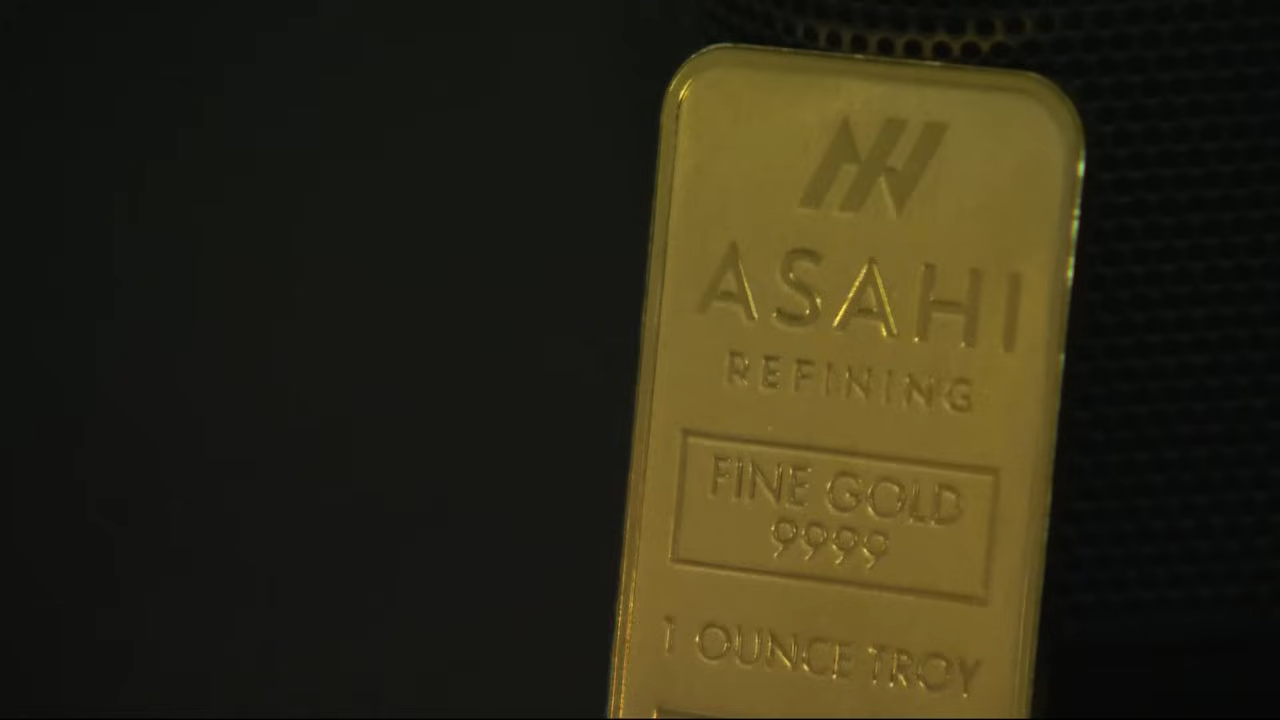 ASAHI
REFINING
FINE GOLD
9999
1 OUNCE TROY